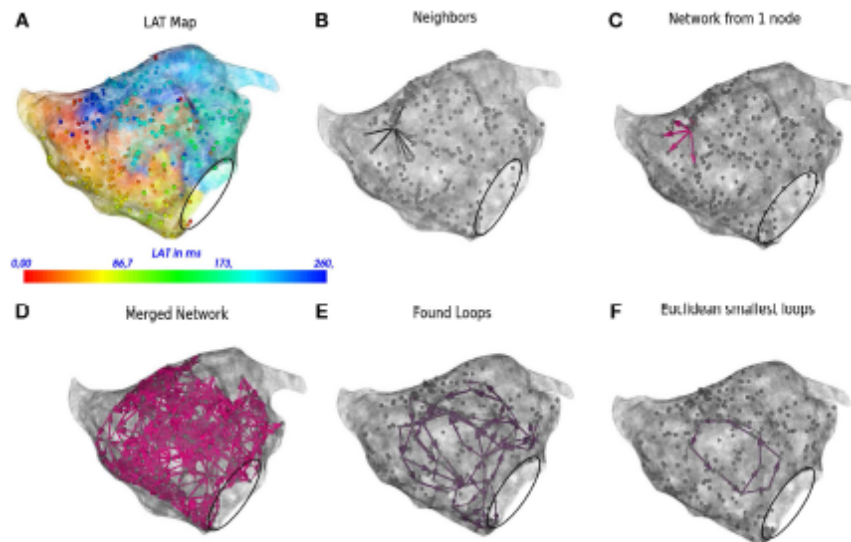 A LAT Map
B Neighbors
C Network from 1 node
LAT in ms
0,00 86,7 173, 260,
D Merged Network
E Found Loops
F Euclidean smallest loops